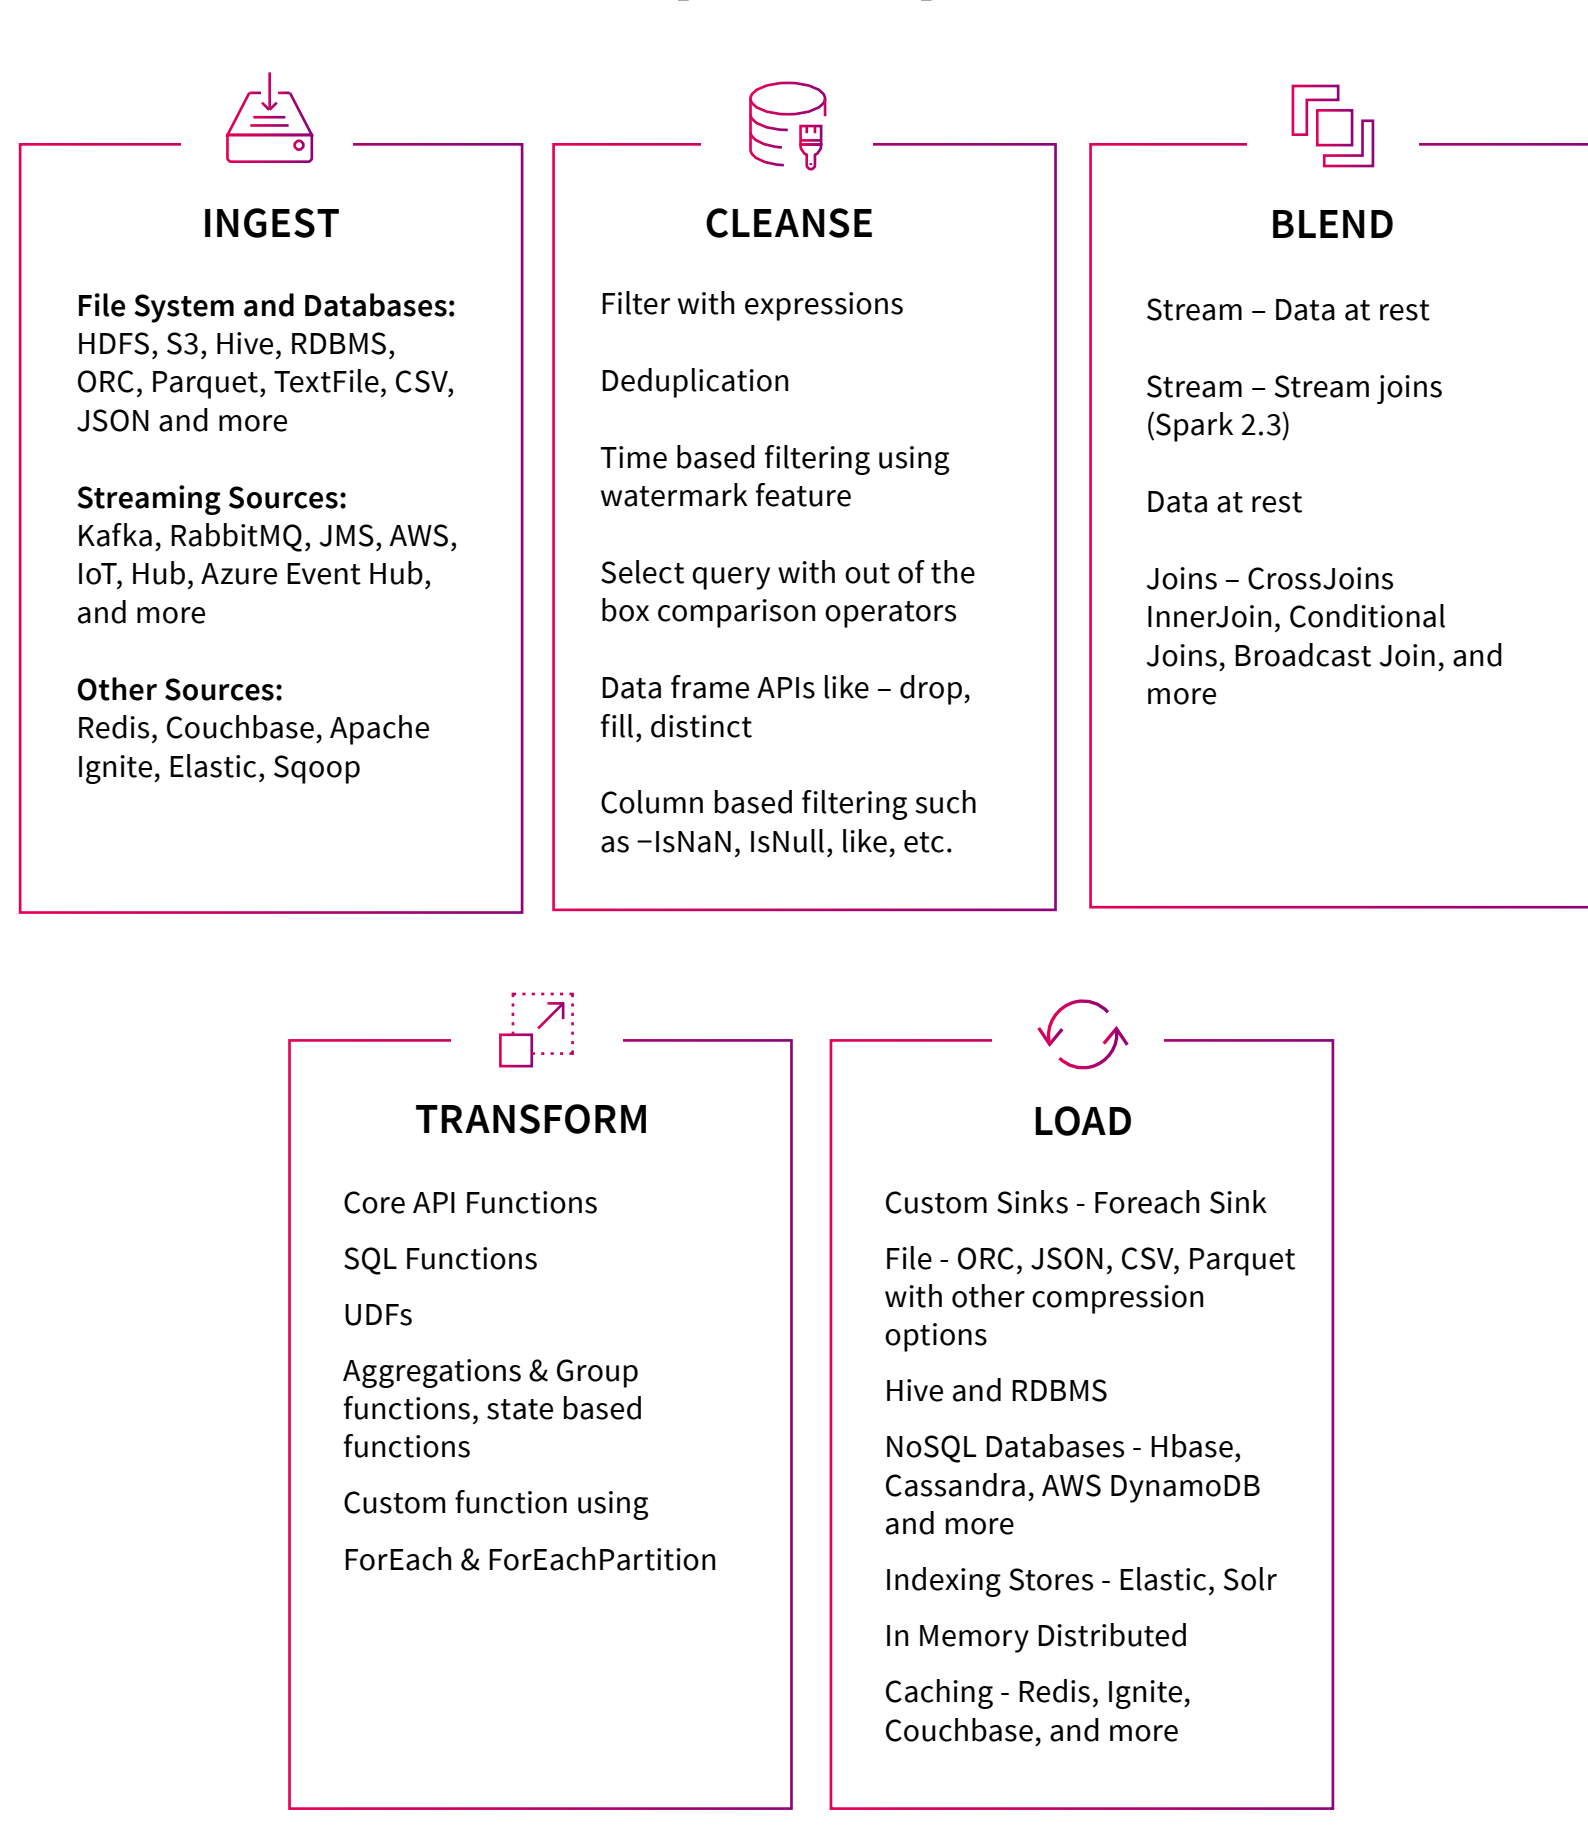 INGEST
File System and Databases:
HDFS, S3, Hive, RDBMS,
ORC, Parquet, TextFile, CSV,
JSON and more
Streaming Sources:
Kafka, RabbitMQ, JMS, AWS,
IoT, Hub, Azure Event Hub,
and more
Other Sources:
Redis, Couchbase, Apache
Ignite, Elastic, Sqoop
CLEANSE
Filter with expressions
Deduplication
Time based filtering using
watermark feature
Select query with out of the
box comparison operators
Data frame APIs like – drop,
fill, distinct
Column based filtering such
as –IsNaN, IsNull, like, etc.
BLEND
Stream – Data at rest
Stream – Stream joins
(Spark 2.3)
Data at rest
Joins – CrossJoins
InnerJoin, Conditional
Joins, Broadcast Join, and
more
TRANSFORM
Core API Functions
SQL Functions
UDFs
Aggregations & Group
functions, state based
functions
Custom function using
ForEach & ForEachPartition
LOAD
Custom Sinks - Foreach Sink
File - ORC, JSON, CSV, Parquet
with other compression
options
Hive and RDBMS
NoSQL Databases - Hbase,
Cassandra, AWS DynamoDB
and more
Indexing Stores - Elastic, Solr
In Memory Distributed
Caching - Redis, Ignite,
Couchbase, and more